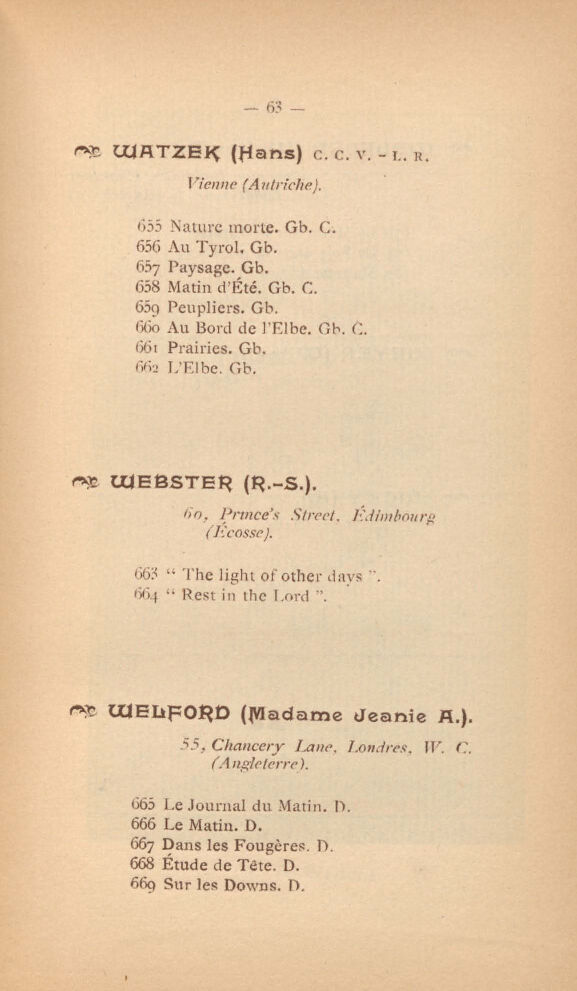 — 63 —
WATZEK (Hans) C. C. V. - L. R.
Vienne (Autriche).
655 Nature morte. Gb. C.
656 Au Tyrol. Gb.
657 Paysage. Gb.
658 Matin d'Été. Gb. C.
659 Peupliers. Gb.
660 Au Bord de l'Elbe. Gb. C.
661 Prairies. Gb.
662 L'Elbe. Gb.
WEBSTER (R.-S.).
60, Prince's Street, Édimbourg
(Écosse).
663 “ The light of other days ”.
664 “ Rest in the Lord ”.
WELFORD (Madame Jeanie A.).
55, Chancery Lane, Londres, W. C.
(Angleterre).
665 Le Journal du Matin. D.
666 Le Matin. D.
667 Dans les Fougères. D.
668 Étude de Tête. D.
669 Sur les Downs. D.